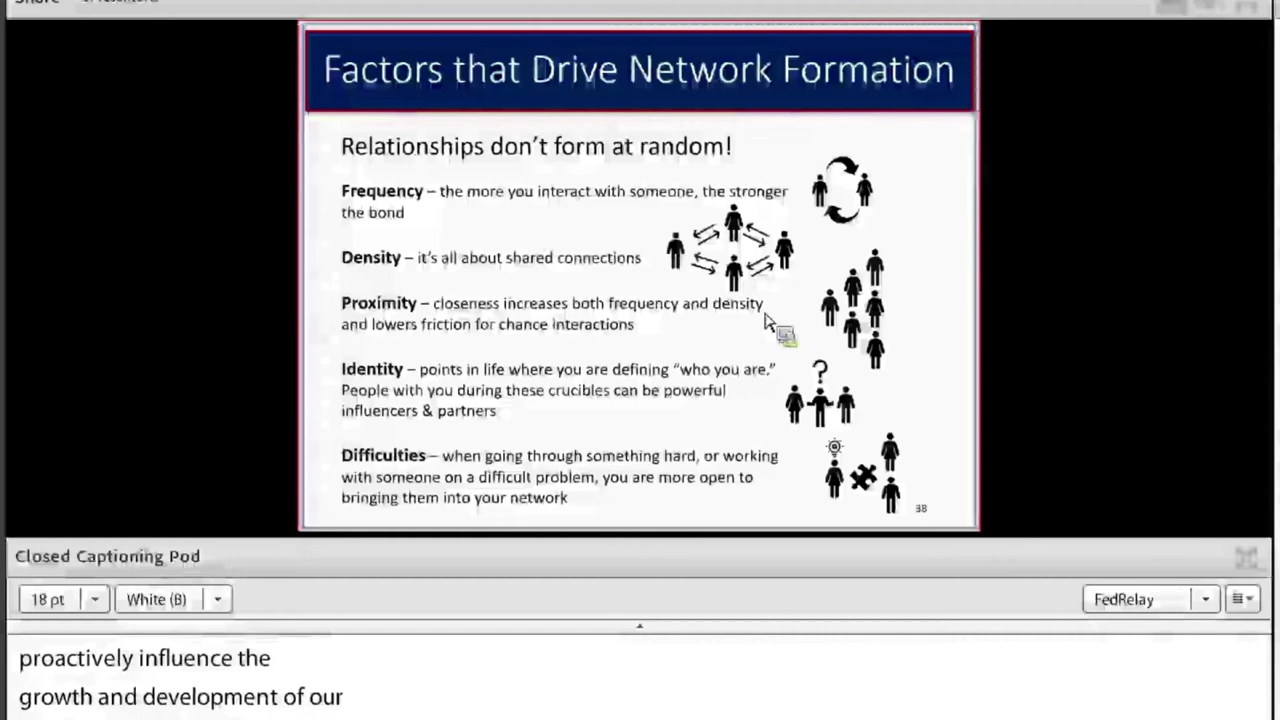 Factors that Drive Network Formation
Relationships don't form at random!
Frequency – the more you interact with someone, the stronger
the bond
Density – it's all about shared connections
Proximity – closeness increases both frequency and density
and lowers friction for chance interactions
?
Identity – points in life where you are defining "who you are."
People with you during these crucibles can be powerful
influencers & partners
Difficulties – when going through something hard, or working
with someone on a difficult problem, you are more open to
bringing them into your network
38
Closed Captioning Pod
18 pt
White (B)
FedRelay
proactively influence the
growth and development of our